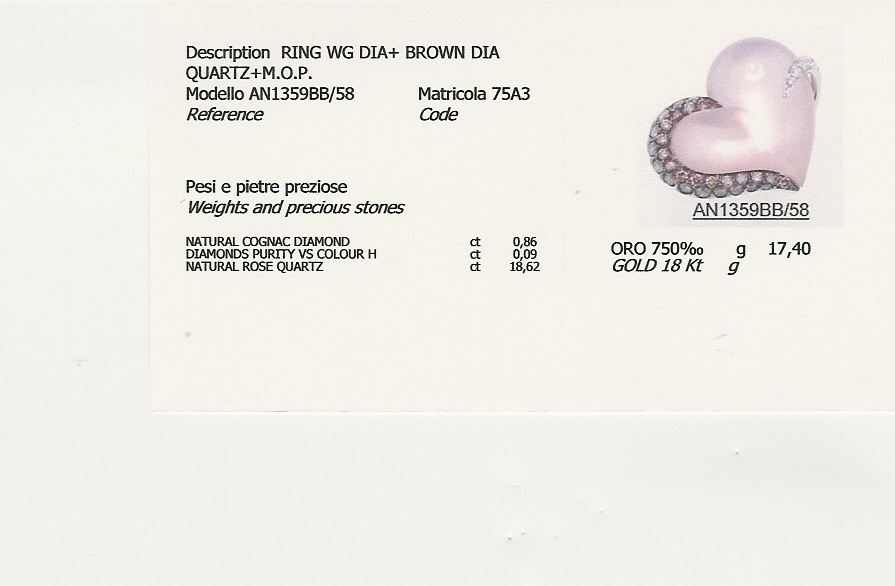 Description RING WG DIA+ BROWN DIA
QUARTZ+M.O.P.
Modello AN1359BB/58 Matricola 75A3
Reference Code
Pesi e pietre preziose
Weights and precious stones
NATURAL COGNAC DIAMOND ct 0,86
DIAMONDS PURITY VS COLOUR H ct 0,09
NATURAL ROSE QUARTZ ct 18,62
AN1359BB/58
ORO 750‰ g 17,40
GOLD 18 Kt g